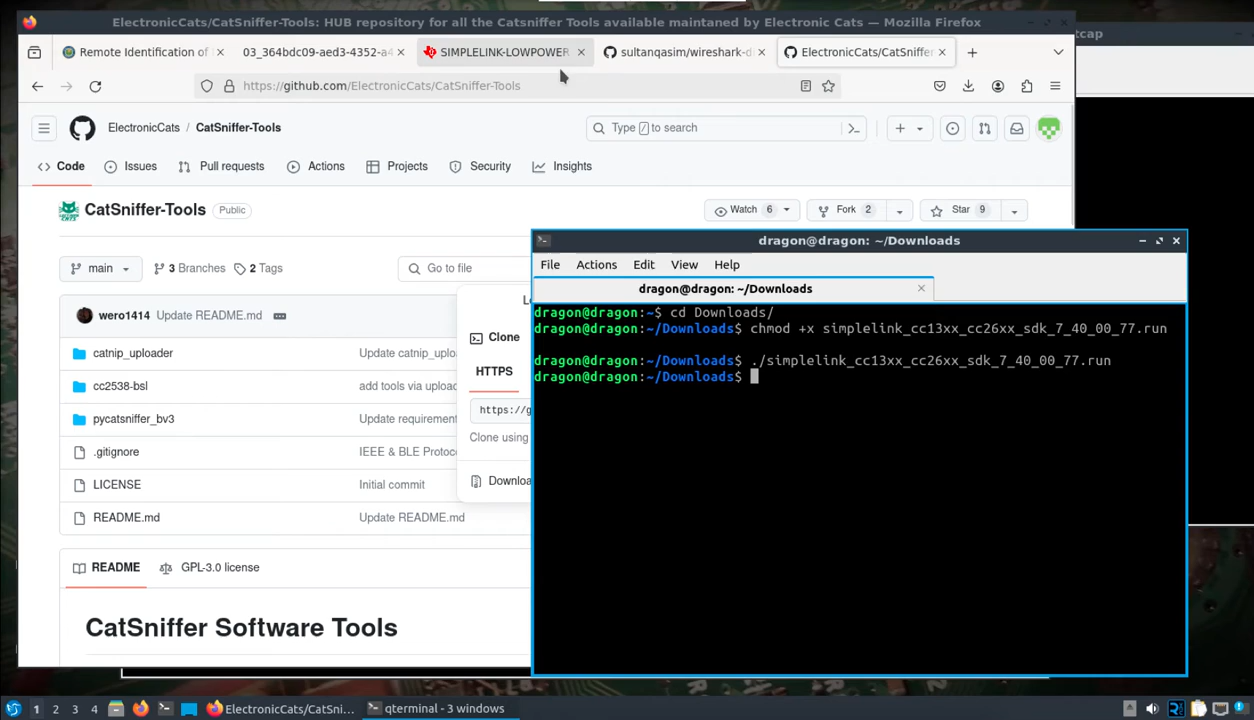 ElectronicCats/CatSniffer-Tools: HUB repository for all the Catsniffer Tools available mantaned by Electronic Cats — Mozilla Firefox
tcap
Remote Identification of
03_364bdc09-aed3-4352-a4
SIMPLELINK-LOWPOWER
sultanqasim/wireshark-di
ElectronicCats/CatSniffer
https://github.com/ElectronicCats/CatSniffer-Tools
ElectronicCats / CatSniffer-Tools
Type / to search
Code
Issues
Pull requests
Actions
Projects
Security
Insights
CatSniffer-Tools
Public
Watch 6
Fork 2
Star 9
main
3 Branches
2 Tags
Go to file
wero1414 Update README.md
Clone
HTTPS
https://g
Clone using
Downloa
catnip_uploader
Update catnip_uploa
cc2538-bsl
add tools via upload
pycatsniffer_bv3
Update requirement
.gitignore
IEEE & BLE Protoc
LICENSE
Initial commit
README.md
Update README.md
README
GPL-3.0 license
CatSniffer Software Tools
dragon@dragon: ~/Downloads
File Actions Edit View Help
dragon@dragon: ~/Downloads
dragon@dragon:~$ cd Downloads/
dragon@dragon:~/Downloads$ chmod +x simplelink_cc13xx_cc26xx_sdk_7_40_00_77.run
dragon@dragon:~/Downloads$ ./simplelink_cc13xx_cc26xx_sdk_7_40_00_77.run
dragon@dragon:~/Downloads$
1 2 3 4
ElectronicCats/CatSni...
qterminal - 3 windows